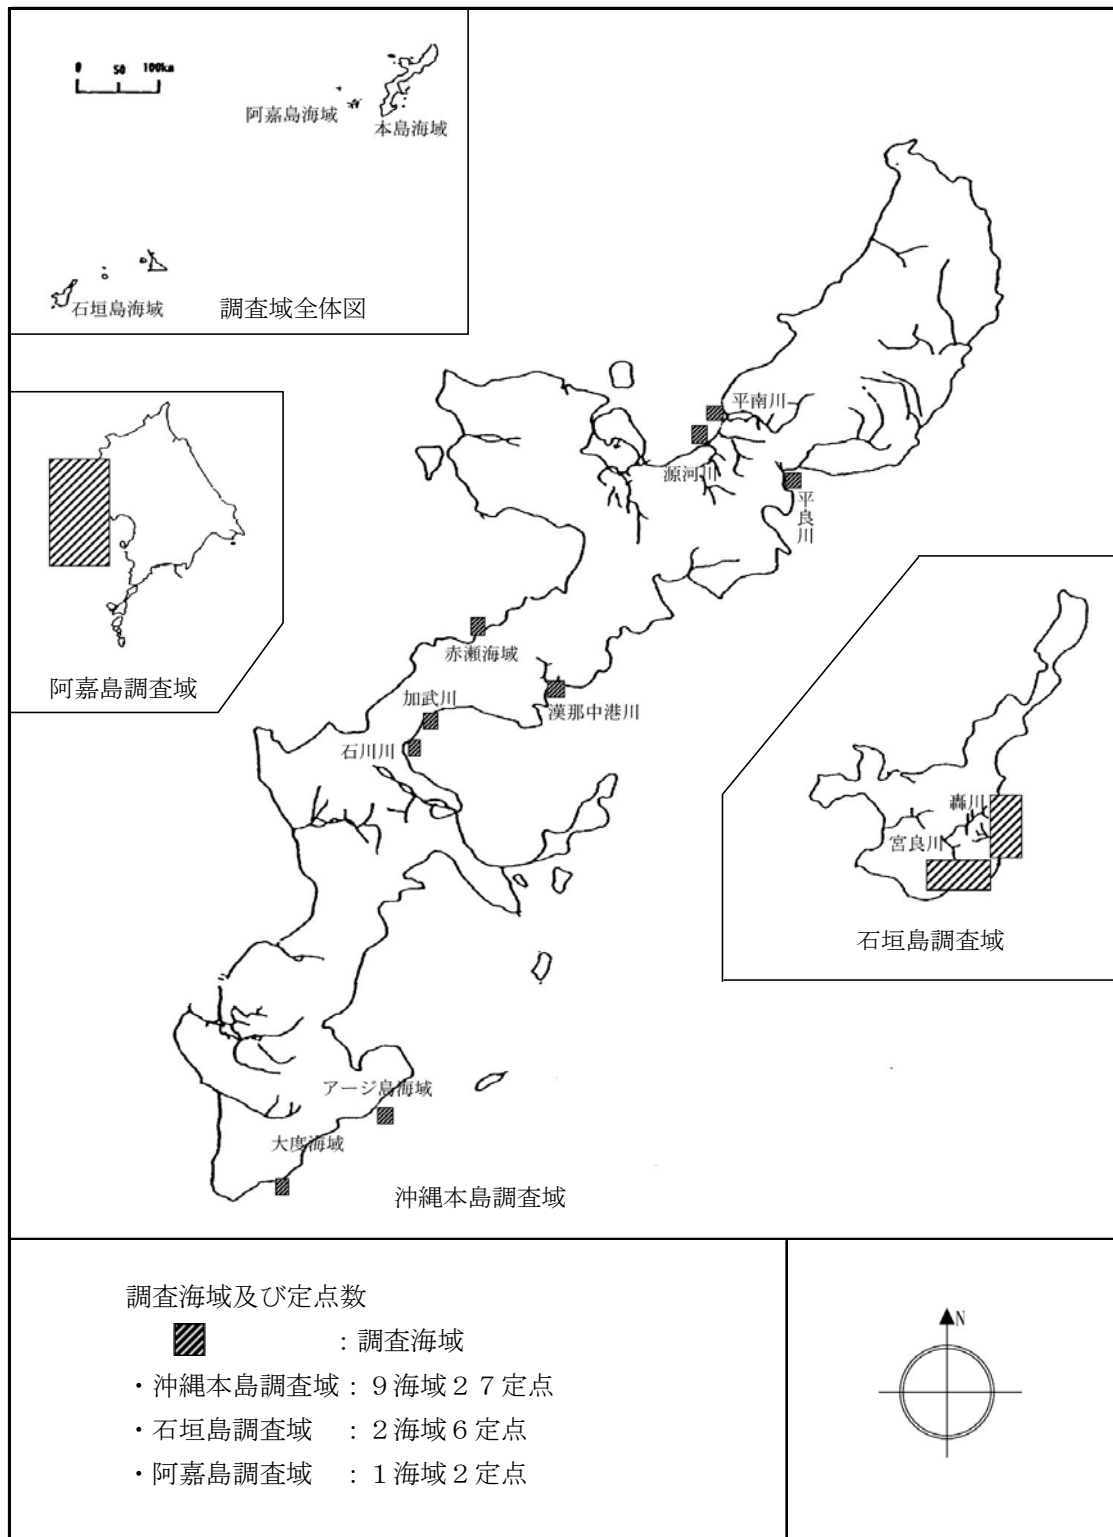 0 50 100km
阿嘉島海域
本島海域
石垣島海域
調査域全体図
平南川
源河川
平良川
阿嘉島調査域
赤瀬海域
加武川
漢那中港川
石川川
轟川
宮良川
石垣島調査域
アージ島海域
大度海域
沖縄本島調査域
調査海域及び定点数
：調査海域
・沖縄本島調査域：９海域２７定点
・石垣島調査域　：２海域６定点
・阿嘉島調査域　：１海域２定点
N